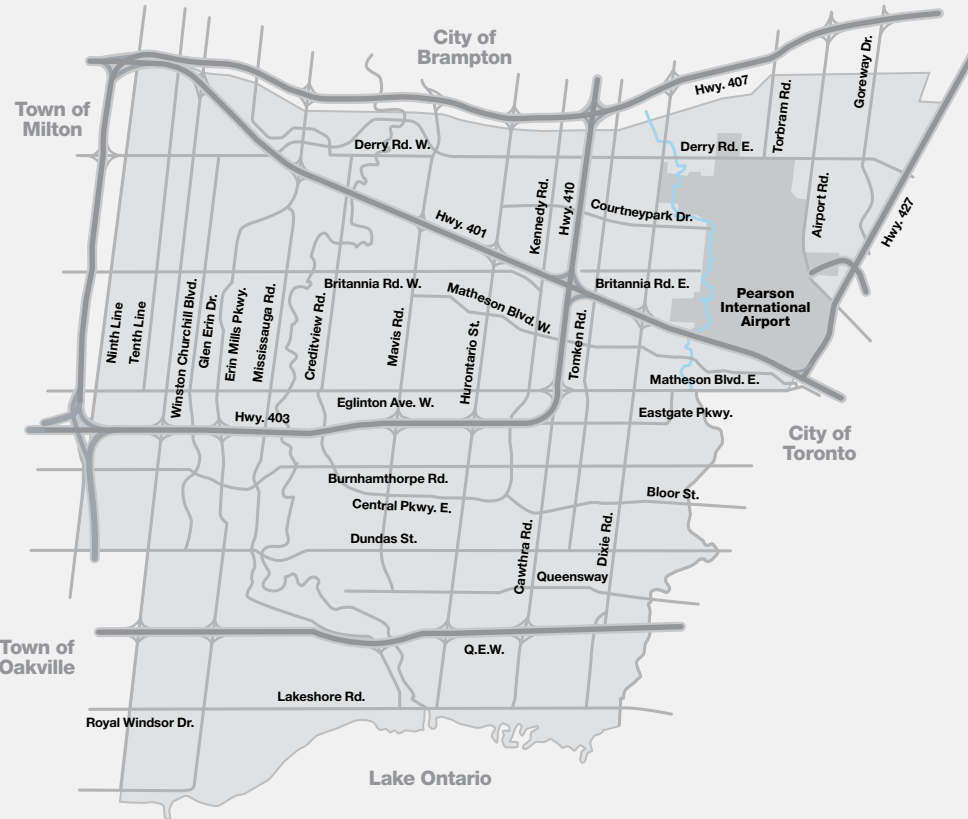 City of
Brampton
Town of
Milton
Hwy. 407
Goreway Dr.
Torbram Rd.
Derry Rd. W.
Derry Rd. E.
Kennedy Rd.
Hwy. 410
Courtneypark Dr.
Airport Rd.
Hwy. 427
Hwy. 401
Britannia Rd. W.
Britannia Rd. E.
Matheson Blvd. W.
Pearson
International
Airport
Ninth Line
Tenth Line
Winston Churchill Blvd.
Glen Erin Dr.
Erin Mills Pkwy.
Mississauga Rd.
Creditview Rd.
Mavis Rd.
Hurontario St.
Tomken Rd.
Matheson Blvd. E.
Eglinton Ave. W.
Eastgate Pkwy.
Hwy. 403
City of
Toronto
Burnhamthorpe Rd.
Bloor St.
Central Pkwy. E.
Dundas St.
Cawthra Rd.
Dixie Rd.
Queensway
Town of
Oakville
Q.E.W.
Lakeshore Rd.
Royal Windsor Dr.
Lake Ontario